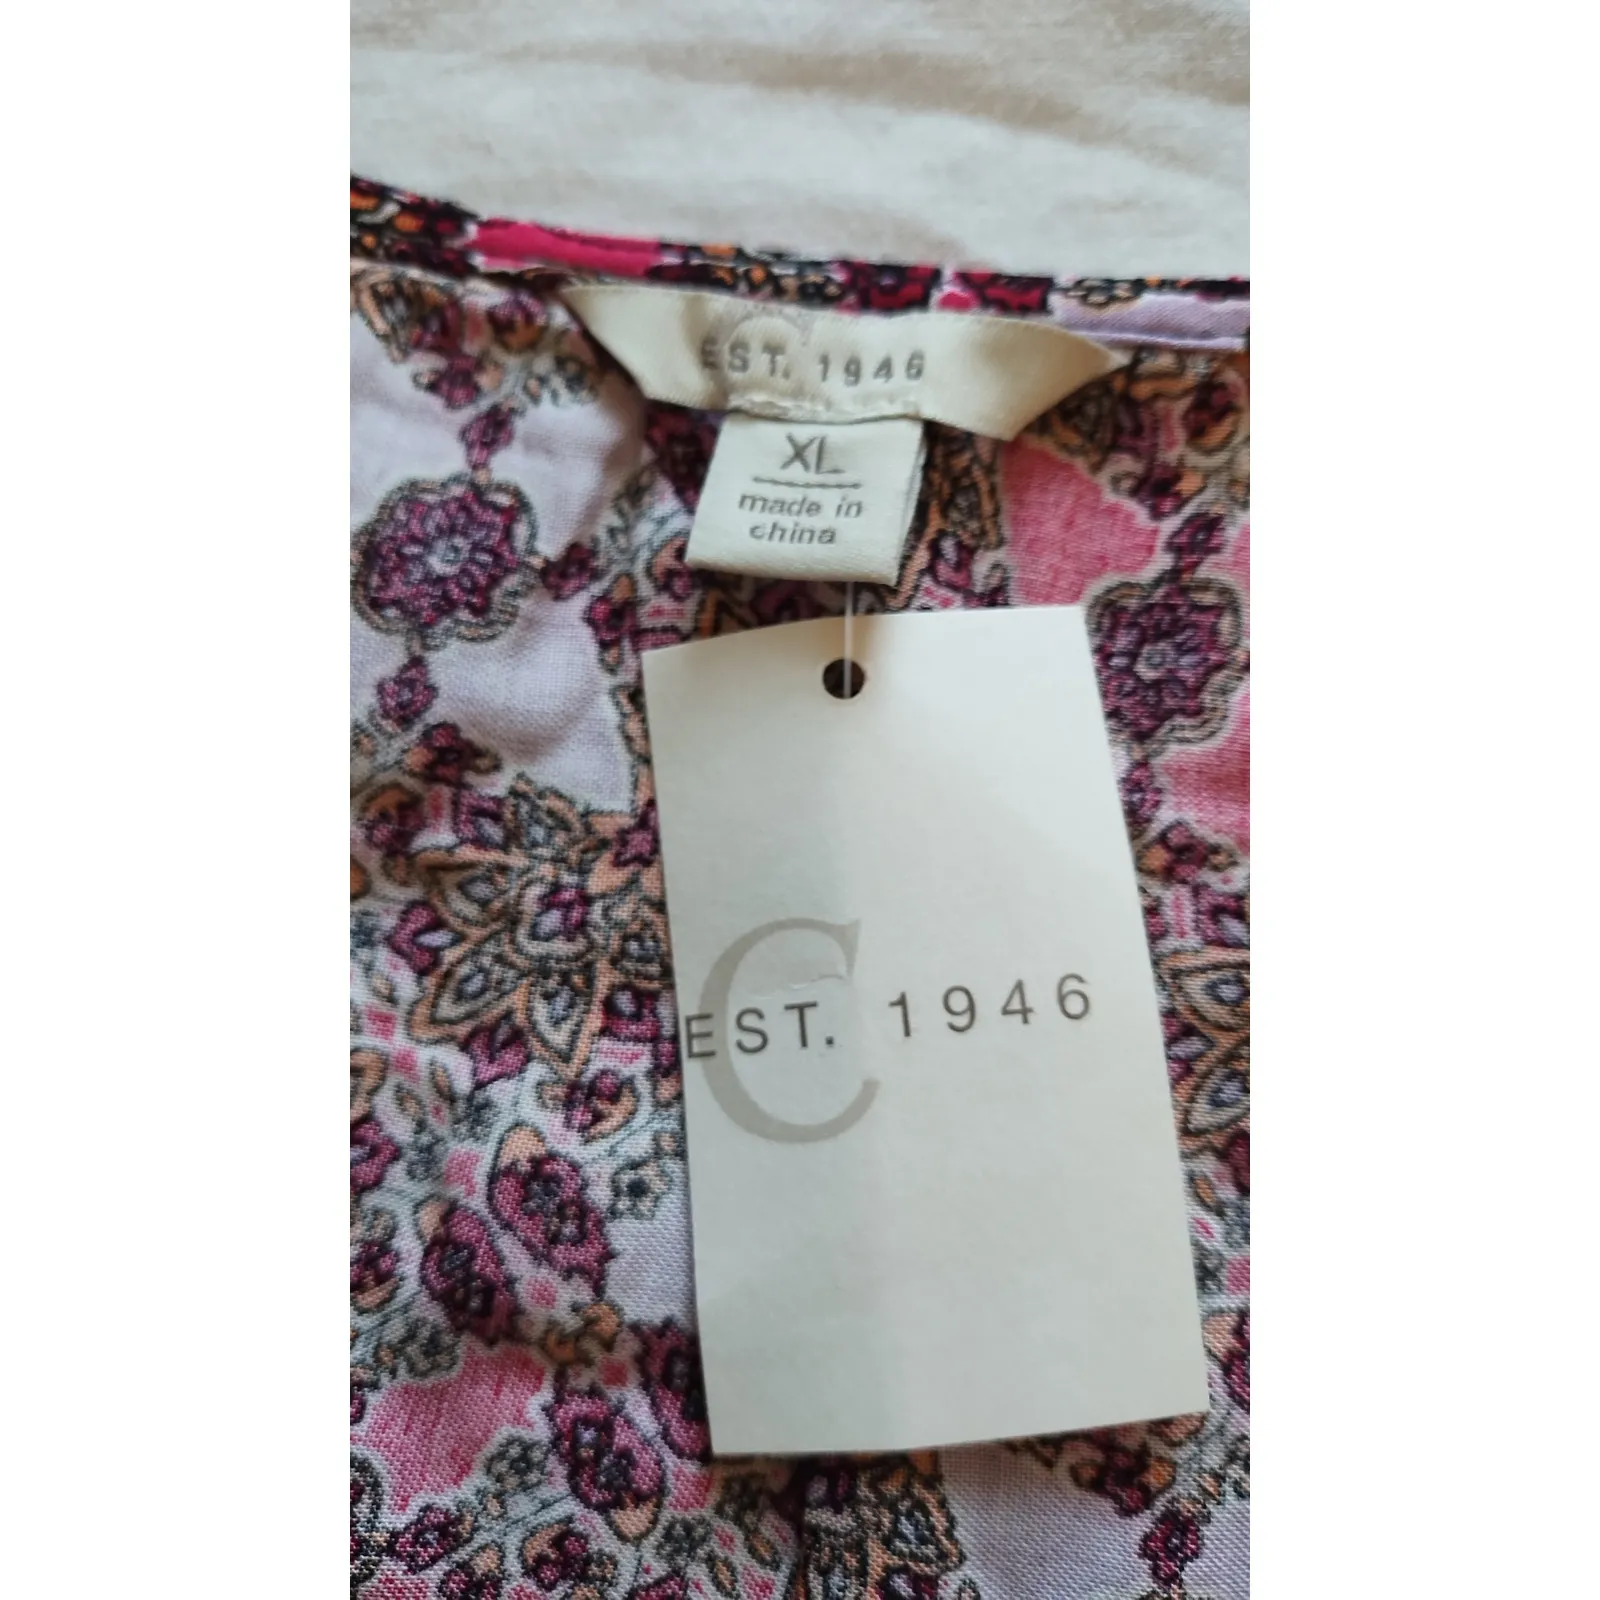 EST. 1946
XL
made in
china
C
EST. 1946